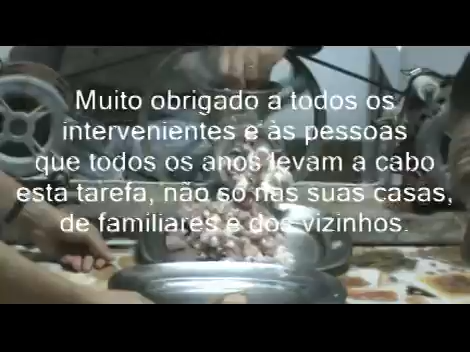 Muito obrigado a todos os
intervenientes e às pessoas
que todos os anos levam a cabo
esta tarefa, não só nas suas casas,
de familiares e dos vizinhos.